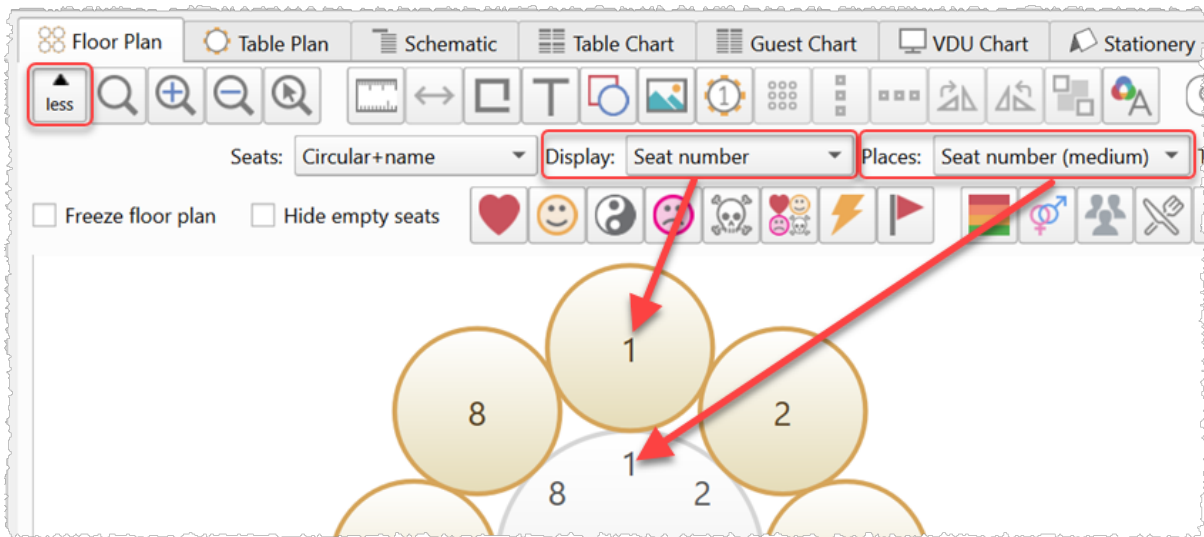 Floor Plan Table Plan Schematic Table Chart Guest Chart VDU Chart Stationery
less T 1 A
Seats: Circular+name Display: Seat number Places: Seat number (medium)
Freeze floor plan Hide empty seats
1
8 2
1
8 2